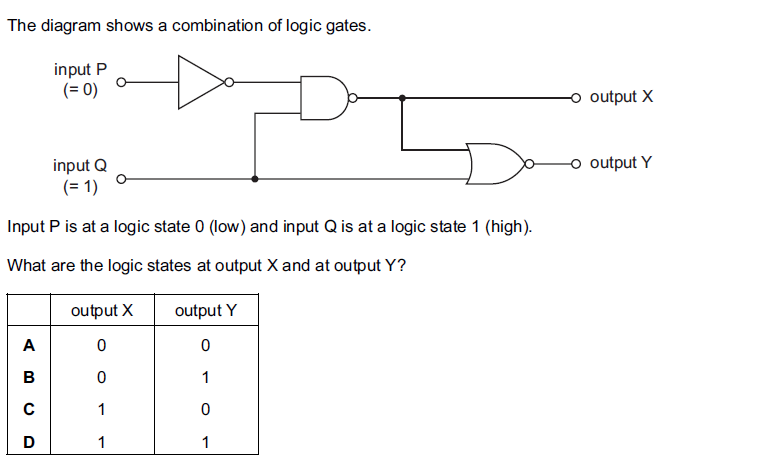 The diagram shows a combination of logic gates.
input P
(= 0)
output X
input Q
(= 1)
output Y
Input P is at a logic state 0 (low) and input Q is at a logic state 1 (high).
What are the logic states at output X and at output Y?
output X output Y
A 0 0
B 0 1
C 1 0
D 1 1